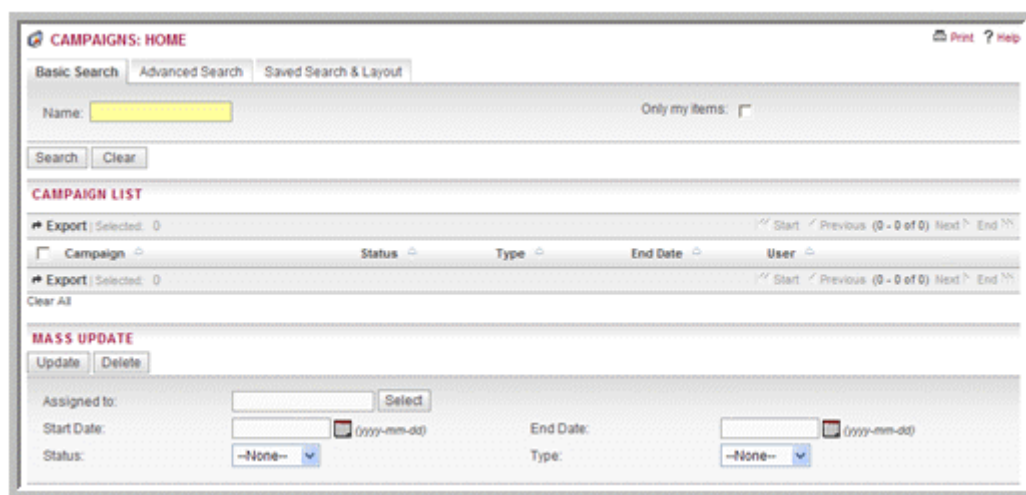 CAMPAIGNS: HOME Print ? Help
Basic Search Advanced Search Saved Search & Layout
Name: Only my items:
Search Clear
CAMPAIGN LIST
Export | Selected: 0 Start Previous (0 - 0 of 0) Next End
Campaign Status Type End Date User
Export | Selected: 0 Start Previous (0 - 0 of 0) Next End
Clear All
MASS UPDATE
Update Delete
Assigned to: Select
Start Date: (yyyy-mm-dd) End Date: (yyyy-mm-dd)
Status: --None-- Type: --None--